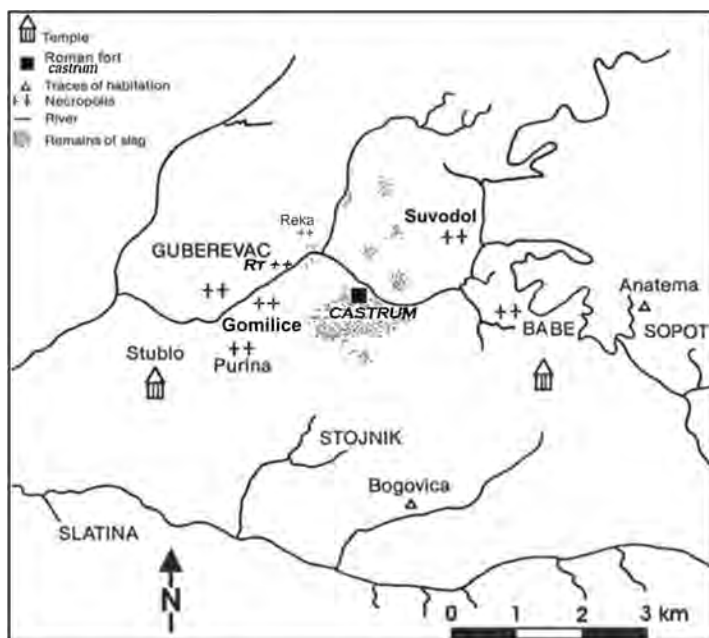 Temple
Roman fort
castrum
Traces of habitation
Necropolis
River
Remains of slag
Reka
Suvodol
GUBEREVAC
Rт
CASTRUM
Anatema
Gomilice
BABE
SOPOT
Stublo
Purina
STOJNIK
Bogovica
SLATINA
N
0 1 2 3 km